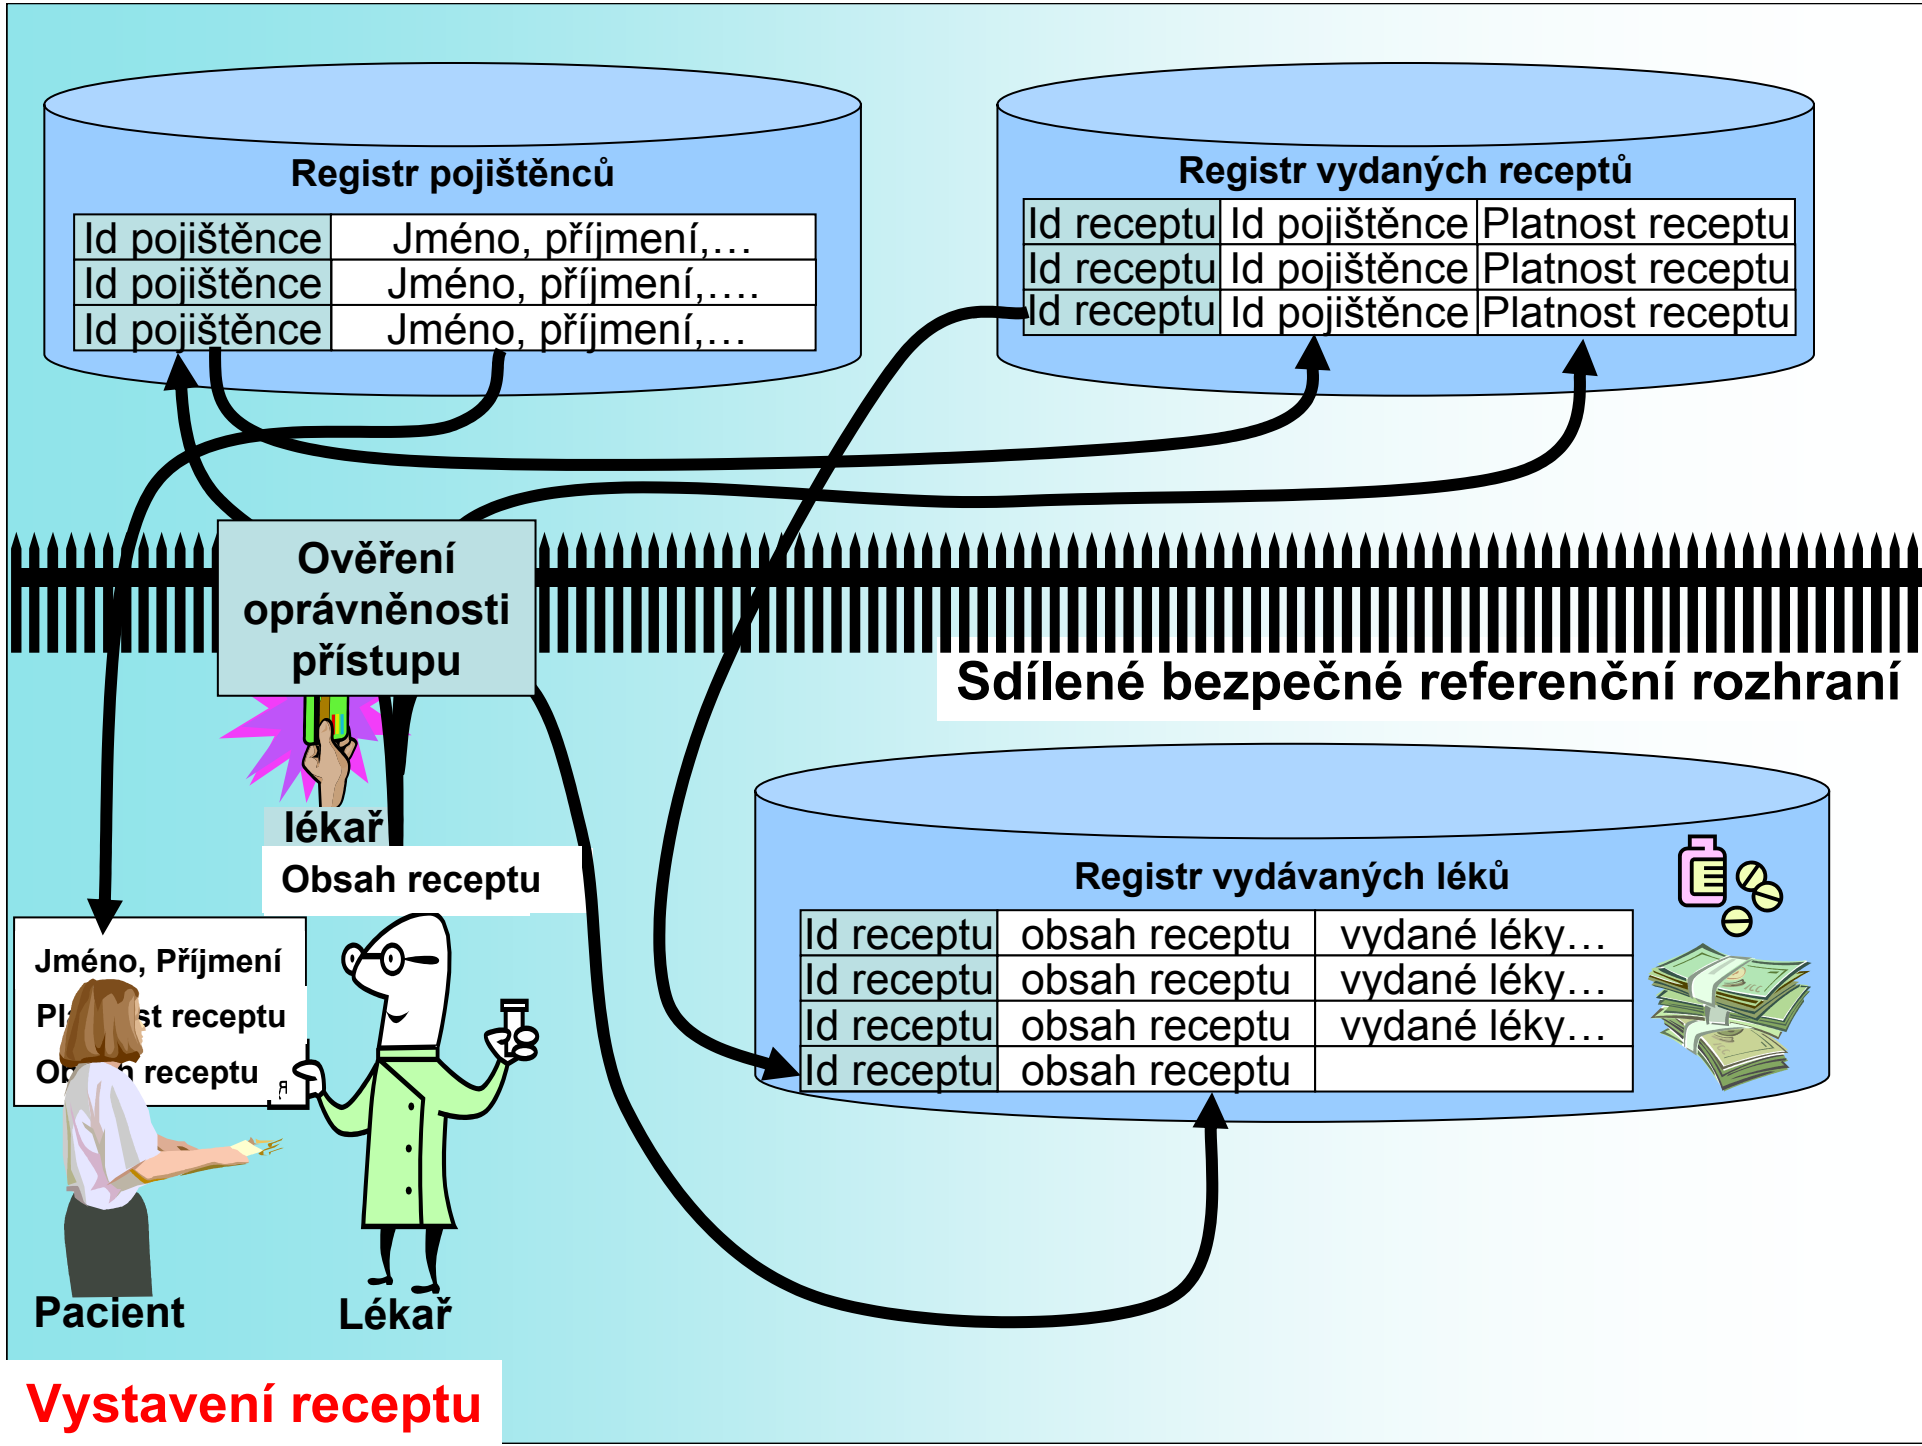 Registr pojištěnců
Id pojištěnce Jméno, příjmení,…
Id pojištěnce Jméno, příjmení,….
Id pojištěnce Jméno, příjmení,…
Registr vydaných receptů
Id receptu Id pojištěnce Platnost receptu
Id receptu Id pojištěnce Platnost receptu
Id receptu Id pojištěnce Platnost receptu
Ověření
oprávněnosti
přístupu
Sdílené bezpečné referenční rozhraní
lékař
Obsah receptu
Registr vydávaných léků
Id receptu obsah receptu vydané léky…
Id receptu obsah receptu vydané léky…
Id receptu obsah receptu vydané léky…
Id receptu obsah receptu
Jméno, Příjmení
receptu
receptu
Pacient
Lékař
Vystavení receptu